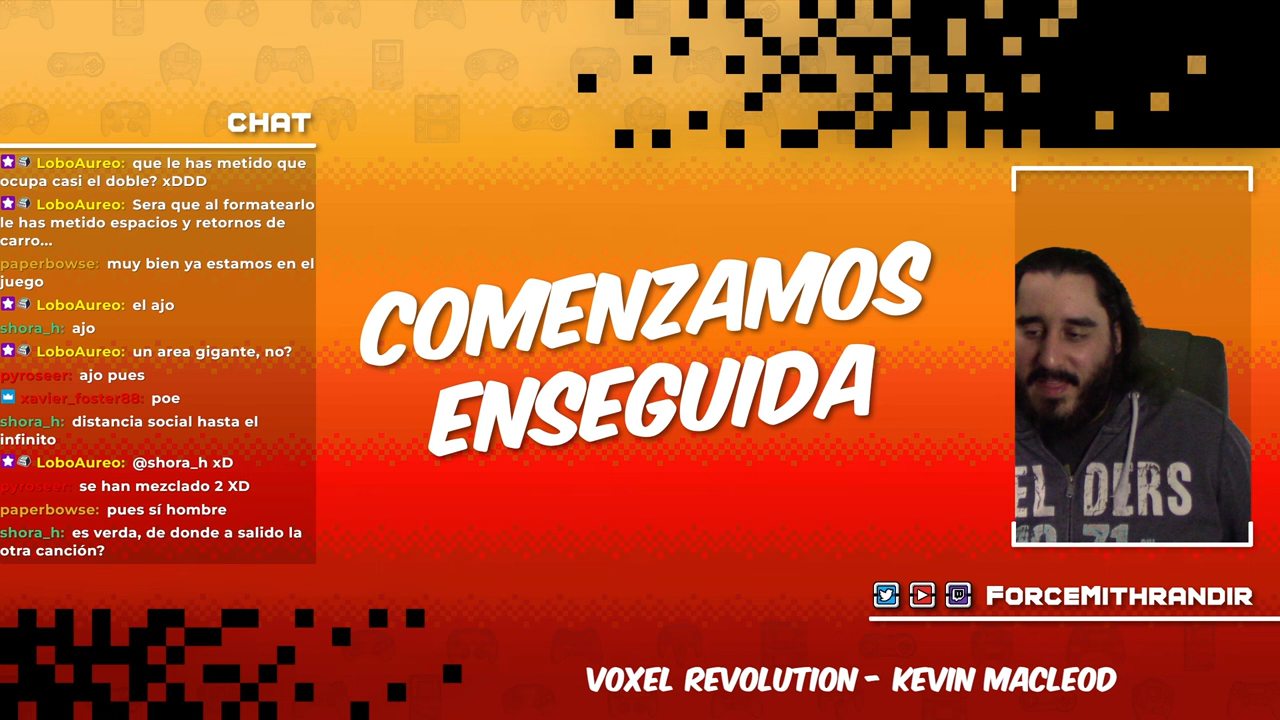 CHAT
LoboAureo: que le has metido que
ocupa casi el doble? xDDD
LoboAureo: Sera que al formatearlo
le has metido espacios y retornos de
carro...
paperbowse: muy bien ya estamos en el
juego
LoboAureo: el ajo
shora_h: ajo
LoboAureo: un area gigante, no?
pyroseer: ajo pues
xavier_foster88: poe
shora_h: distancia social hasta el
infinito
LoboAureo: @shora_h xD
pyroseer: se han mezclado 2 XD
paperbowse: pues sí hombre
shora_h: es verda, de donde a salido la
otra canción?
COMENZAMOS
ENSEGUIDA
FORCEMITHRANDIR
VOXEL REVOLUTION - KEVIN MACLEOD